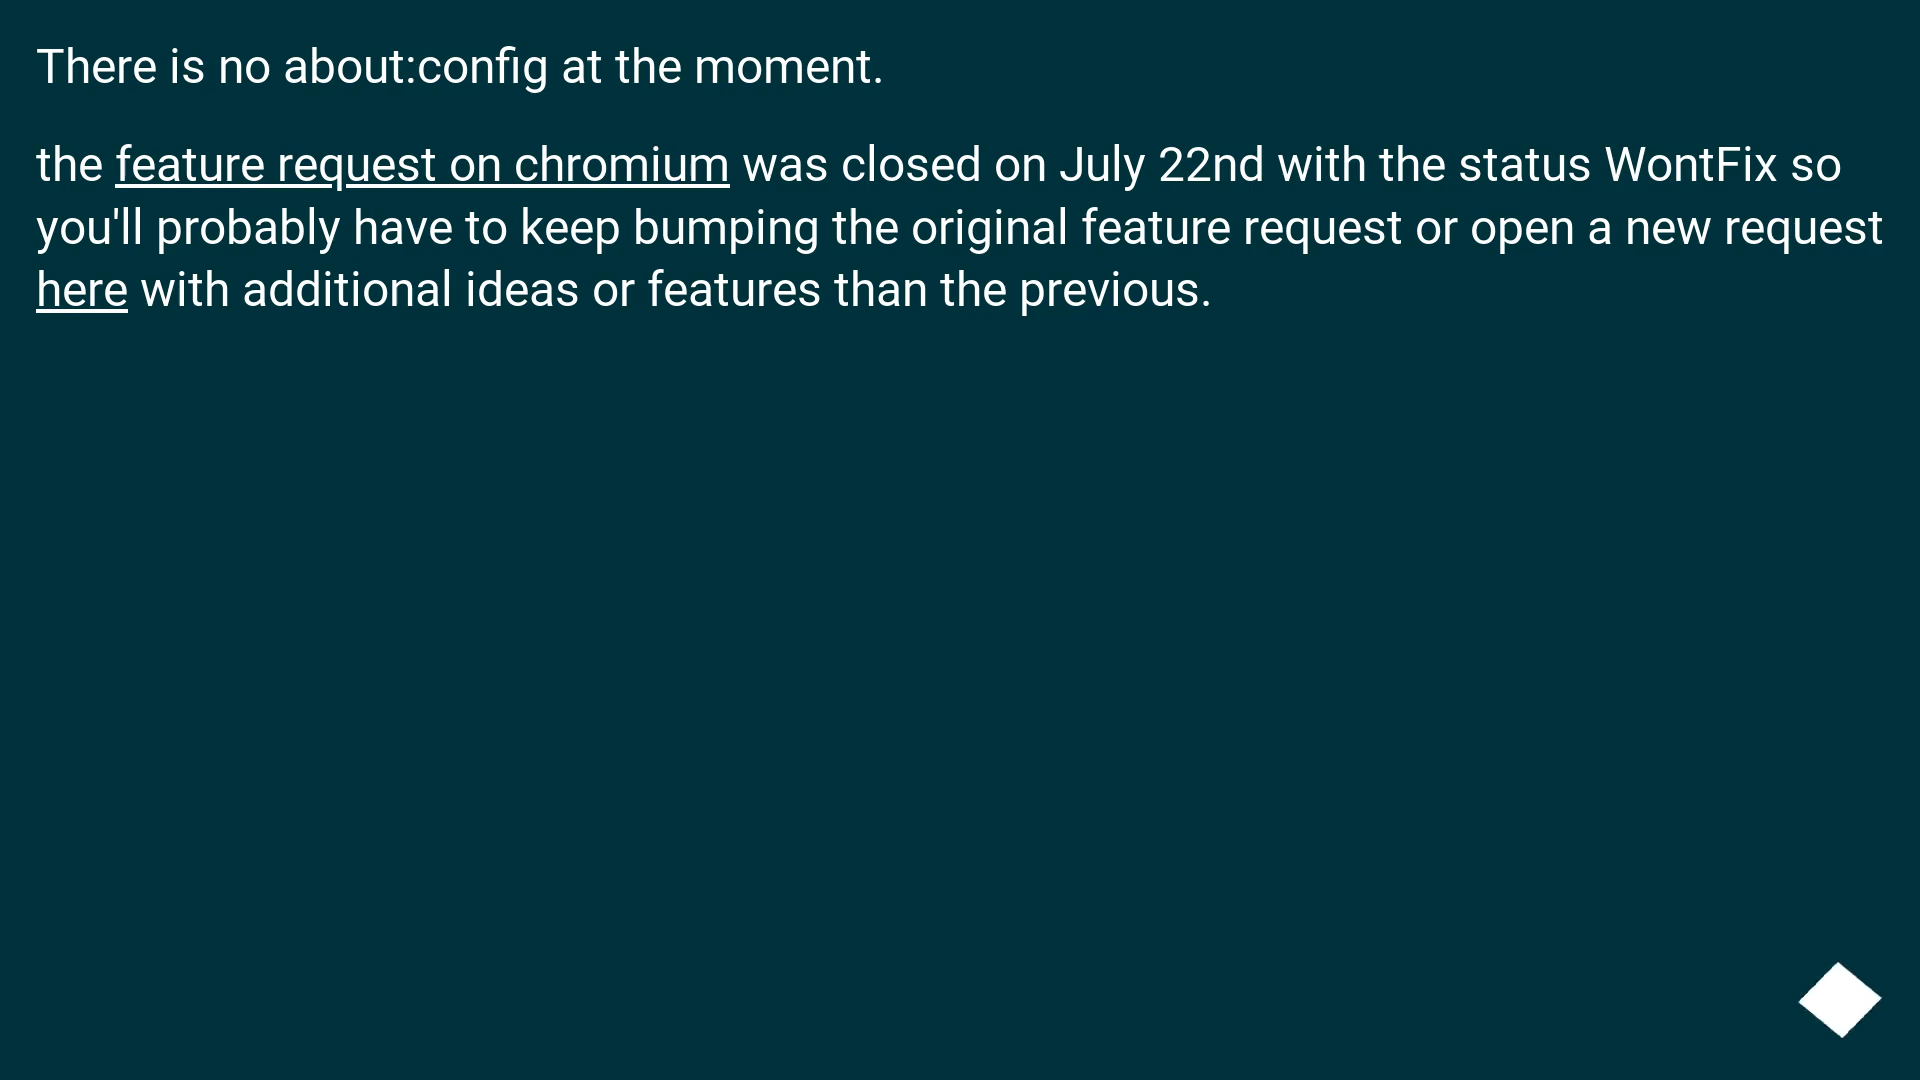 There is no about:config at the moment.
the feature request on chromium was closed on July 22nd with the status WontFix so
you'll probably have to keep bumping the original feature request or open a new request
here with additional ideas or features than the previous.